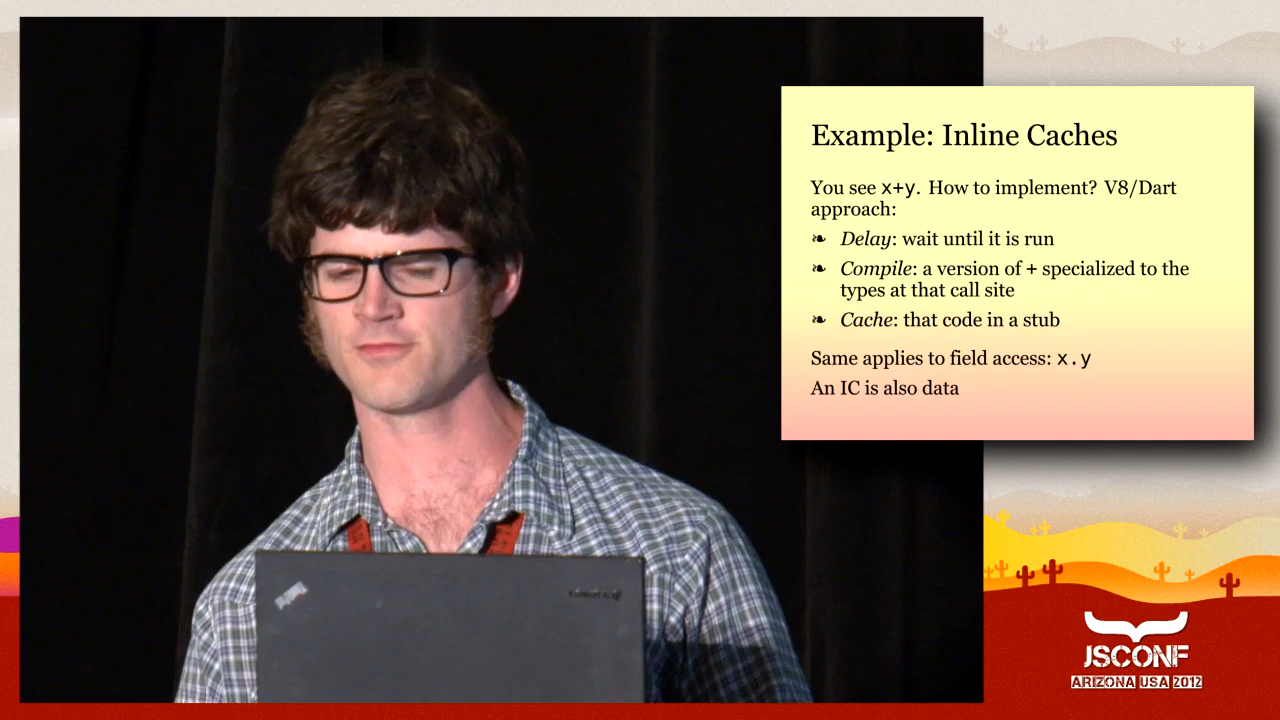 Example: Inline Caches
You see x+y. How to implement? V8/Dart
approach:
❧ Delay: wait until it is run
❧ Compile: a version of + specialized to the
types at that call site
❧ Cache: that code in a stub
Same applies to field access: x.y
An IC is also data
JSCONF
ARIZONA USA 2012